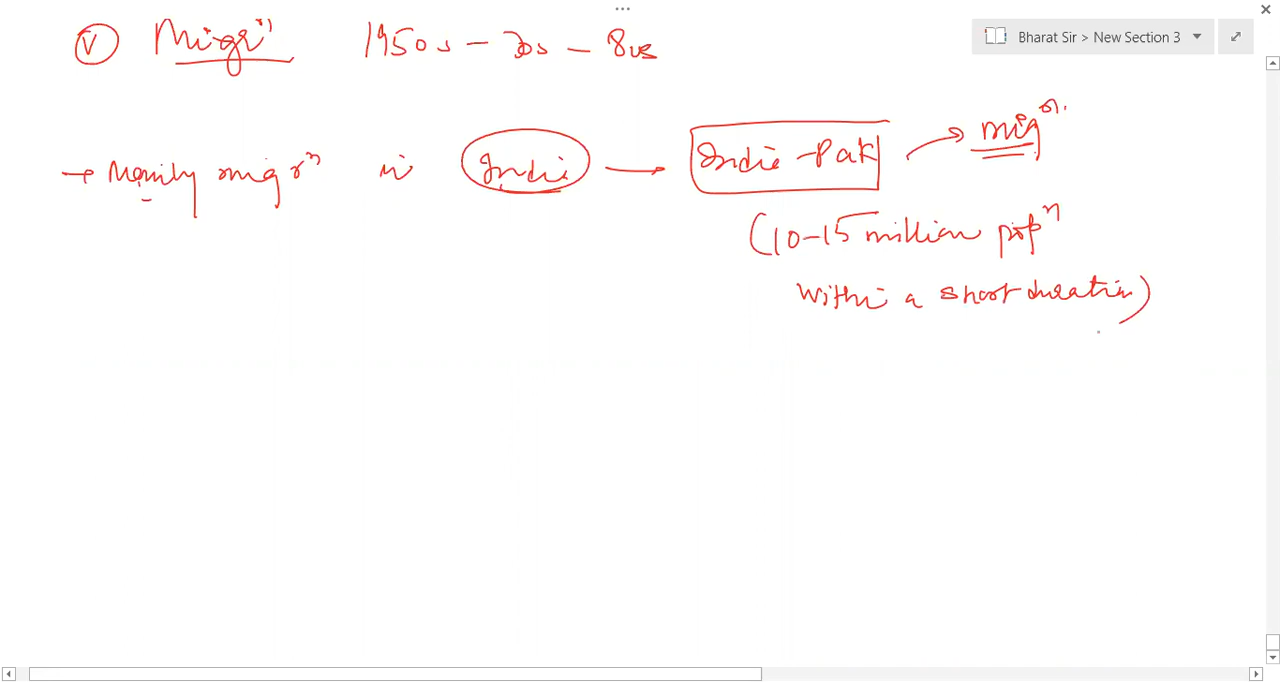 Bharat Sir > New Section 3
V Migrⁿ 1950s - 70s - 80s
→ Mainly migrⁿ in India → India-Pak → migⁿ.
(10-15 million popⁿ
within a short duration)